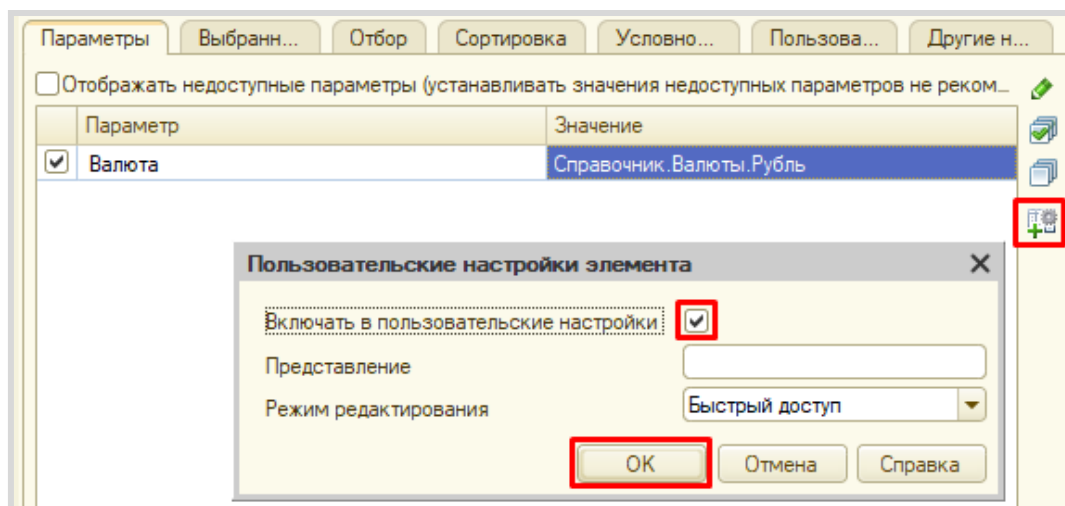 Параметры Выбранн... Отбор Сортировка Условно... Пользова... Другие н...
Отображать недоступные параметры (устанавливать значения недоступных параметров не реком...
Параметр Значение
Валюта Справочник.Валюты.Рубль
Пользовательские настройки элемента
Включать в пользовательские настройки
Представление
Режим редактирования Быстрый доступ
OK Отмена Справка